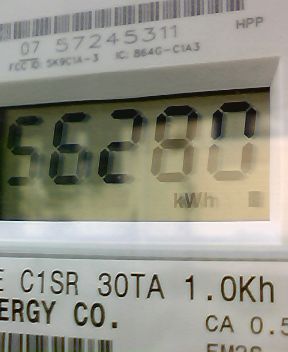 HPP
07 57245311
FCC ID: SK9C1A-3 IC: 864G-C1A3
56280
kWh
E C1SR 30TA 1.0Kh
ERGY CO.
CA 0.5